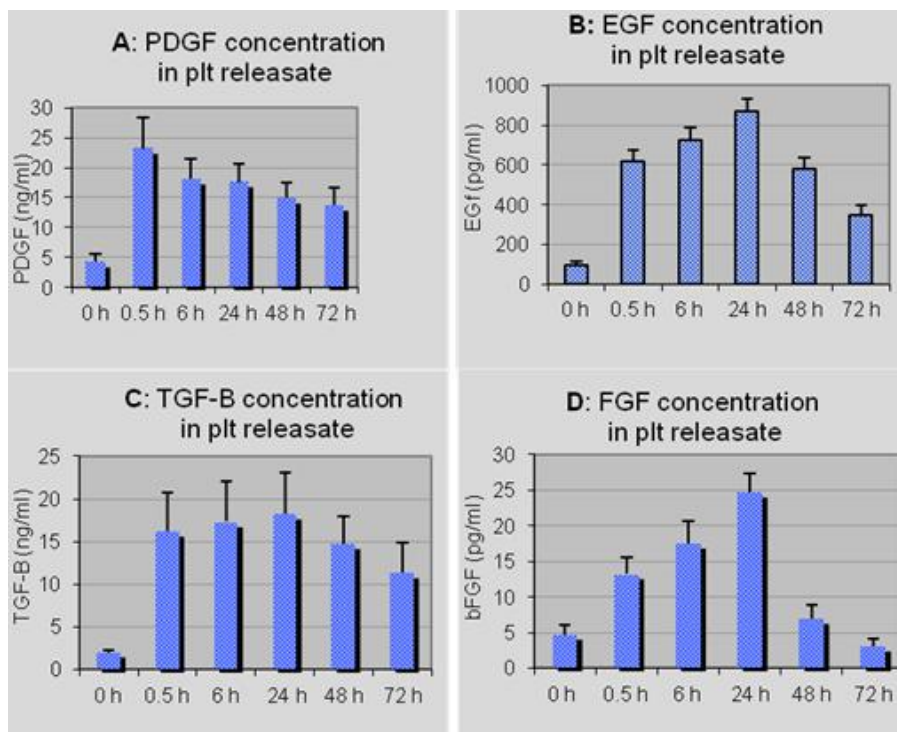 A: PDGF concentration
in plt releasate
PDGF (ng/ml)
30
25
20
15
10
5
0
0 h 0.5 h 6 h 24 h 48 h 72 h
B: EGF concentration
in plt releasate
EGf (pg/ml)
1000
800
600
400
200
0
0 h 0.5 h 6 h 24 h 48 h 72 h
C: TGF-B concentration
in plt releasate
TGF-B (ng/ml)
25
20
15
10
5
0
0 h 0.5 h 6 h 24 h 48 h 72 h
D: FGF concentration
in plt releasate
bFGF (pg/ml)
30
25
20
15
10
5
0
0 h 0.5 h 6 h 24 h 48 h 72 h